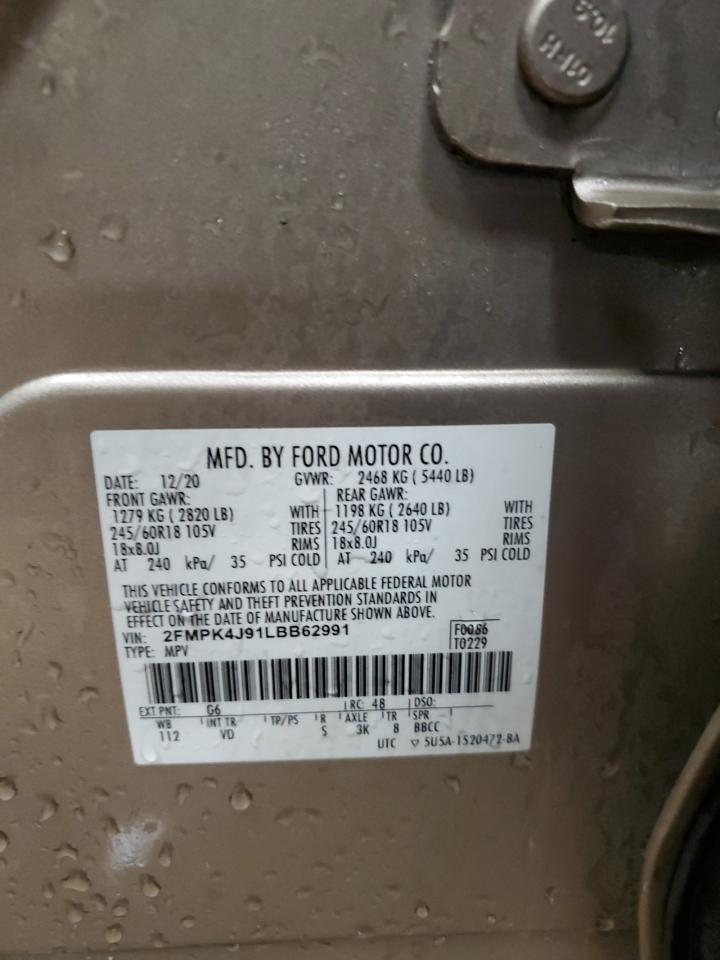 10.9
GHH
MFD. BY FORD MOTOR CO.
DATE: 12/20 GVWR: 2468 KG ( 5440 LB)
FRONT GAWR: REAR GAWR:
1279 KG ( 2820 LB) WITH 1198 KG ( 2640 LB) WITH
245/60R18 105V TIRES 245/60R18 105V TIRES
18x8.0J RIMS 18x8.0J RIMS
AT 240 kPa/ 35 PSI COLD AT 240 kPa/ 35 PSI COLD
THIS VEHICLE CONFORMS TO ALL APPLICABLE FEDERAL MOTOR
VEHICLE SAFETY AND THEFT PREVENTION STANDARDS IN
EFFECT ON THE DATE OF MANUFACTURE SHOWN ABOVE.
VIN: 2FMPK4J91LBB62991 F0086
TYPE: MPV T0229
EXT PNT: G6 RC: 48 DSO:
WB INT TR TP/PS R AXLE TR SPR
112 VD S 3K 8 BBCC
UTC ▽ 5U5A-1520472-BA